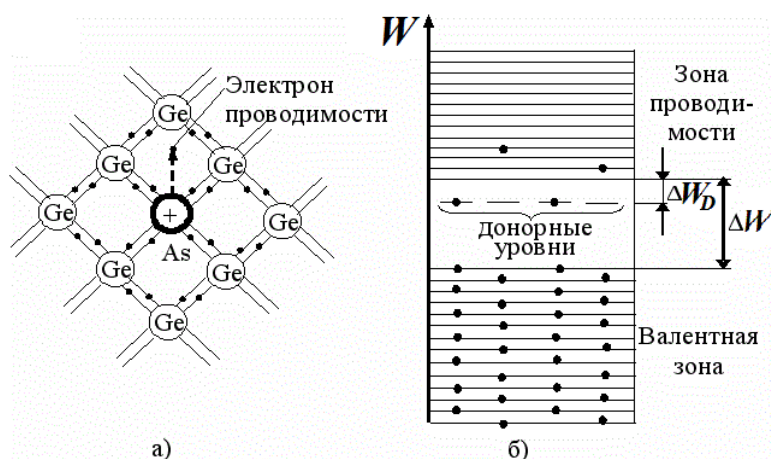 Электрон
проводимости
Ge
Ge
Ge
Ge
+
Ge
As
Ge
Ge
Ge
а)
W
Зона
проводи-
мости
ΔW_D
ΔW
Донорные
уровни
Валентная
зона
б)